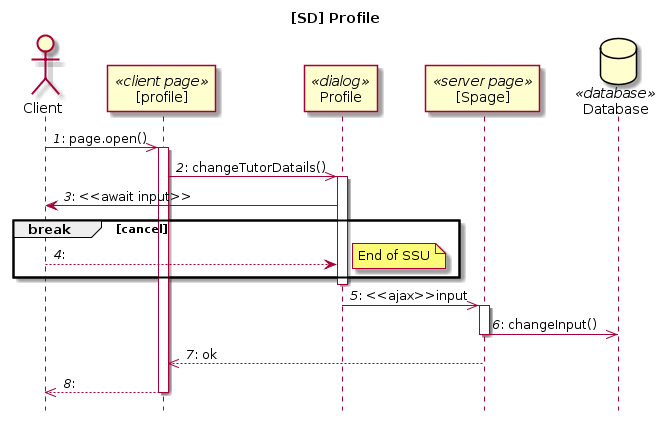 [SD] Profile
Client
«client page»
[profile]
«dialog»
Profile
«server page»
[Spage]
«database»
Database
1: page.open()
2: changeTutorDatails()
3: <<await input>>
break [cancel]
4:
End of SSU
5: <<ajax>>input
6: changeInput()
7: ok
8: